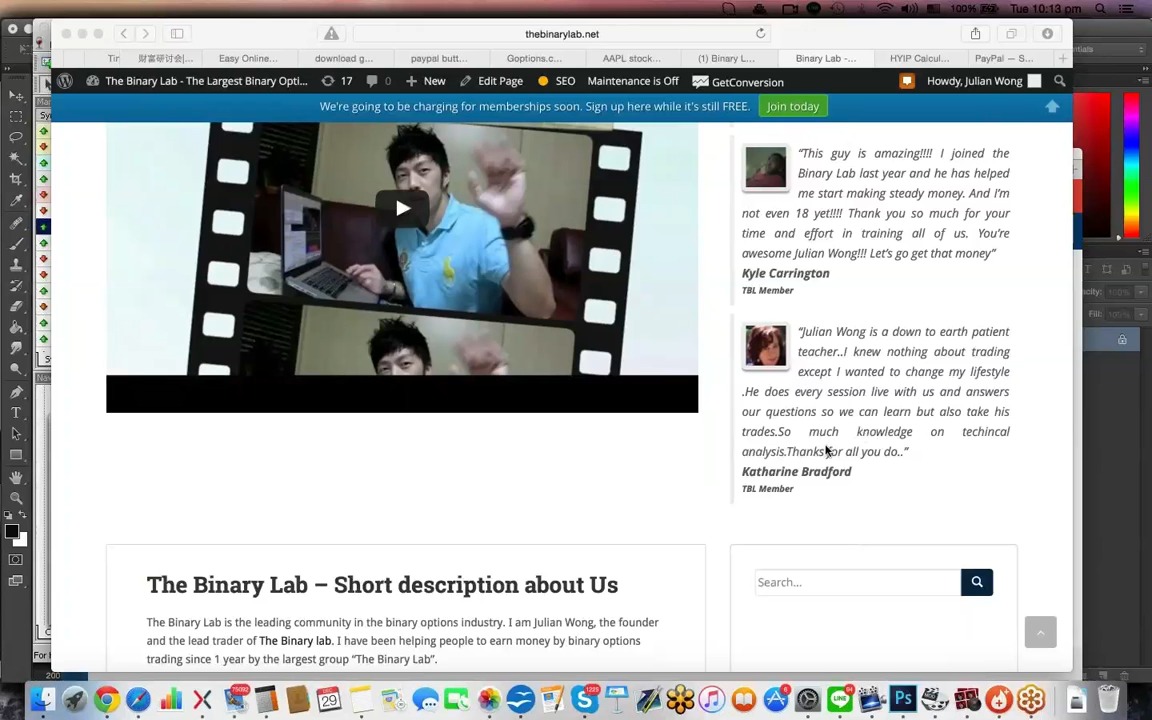 100% Tue 10:13 pm
thebinarylab.net
Tir 財富研討会|... Easy Online... download g... paypal butt... Goptions.c... AAPL stock... (1) Binary L... Binary Lab -... HYIP Calcul... PayPal – S...
The Binary Lab - The Largest Binary Opti... 17 0 New Edit Page SEO Maintenance is Off GetConversion Howdy, Julian Wong
We're going to be charging for memberships soon. Sign up here while it's still FREE. Join today
“This guy is amazing!!!! I joined the
Binary Lab last year and he has helped
me start making steady money. And I’m
not even 18 yet!!!! Thank you so much for your
time and effort in training all of us. You’re
awesome Julian Wong!!! Let’s go get that money”
Kyle Carrington
TBL Member
“Julian Wong is a down to earth patient
teacher..I knew nothing about trading
except I wanted to change my lifestyle
.He does every session live with us and answers
our questions so we can learn but also take his
trades.So much knowledge on techincal
analysis.Thanks for all you do..”
Katharine Bradford
TBL Member
The Binary Lab – Short description about Us
The Binary Lab is the leading community in the binary options industry. I am Julian Wong, the founder
and the lead trader of The Binary lab. I have been helping people to earn money by binary options
trading since 1 year by the largest group “The Binary Lab”.
Search...
Fill: 100%
200